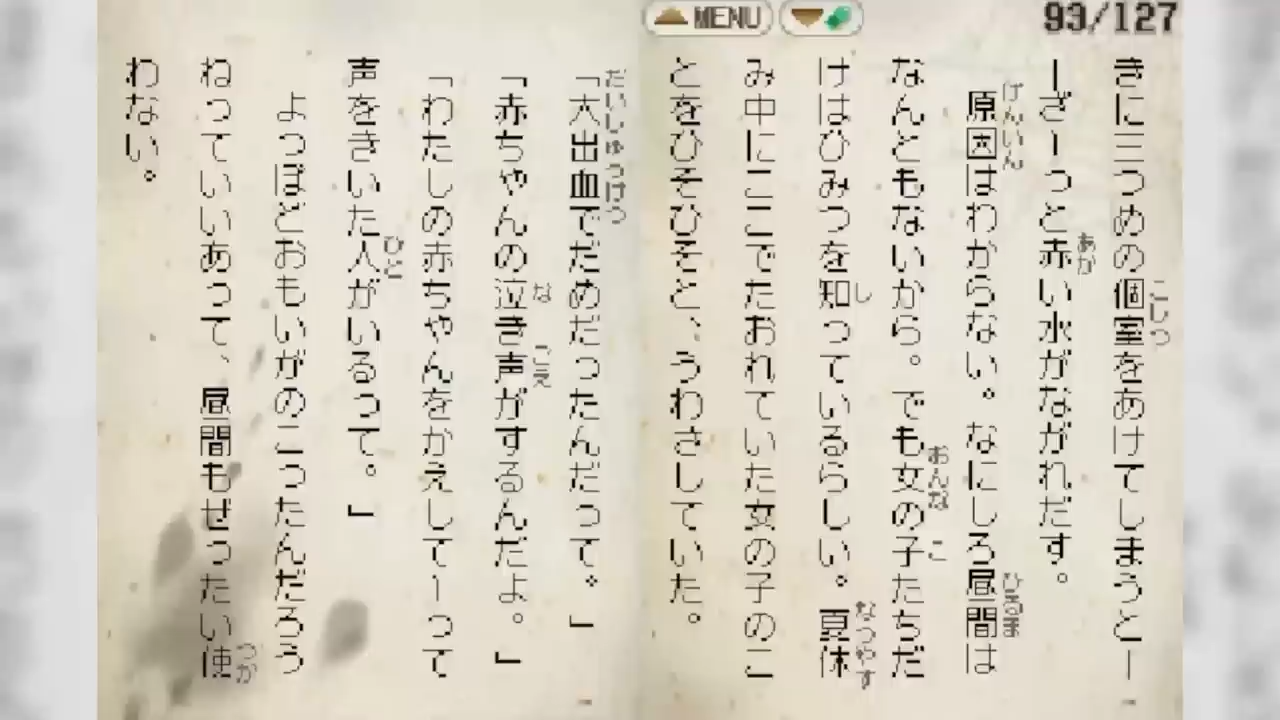 MENU
93/127
きに三つめの個室をあけてしまうとー
ーざーっと赤い水がながれだす。
原因はわからない。なにしろ昼間は
なんともないから。でも女の子たちだ
けはひみつを知っているらしい。夏休
み中にここでたおれていた女の子のこ
とをひそひそと、うわさしていた。
「大出血でだめだったんだって。」
「赤ちゃんの泣き声がするんだよ。」
「わたしの赤ちゃんをかえしてーって
声をきいた人がいるって。」
よっぽどおもいがのこったんだろう
ねっていいあって、昼間もぜったい使
わない。